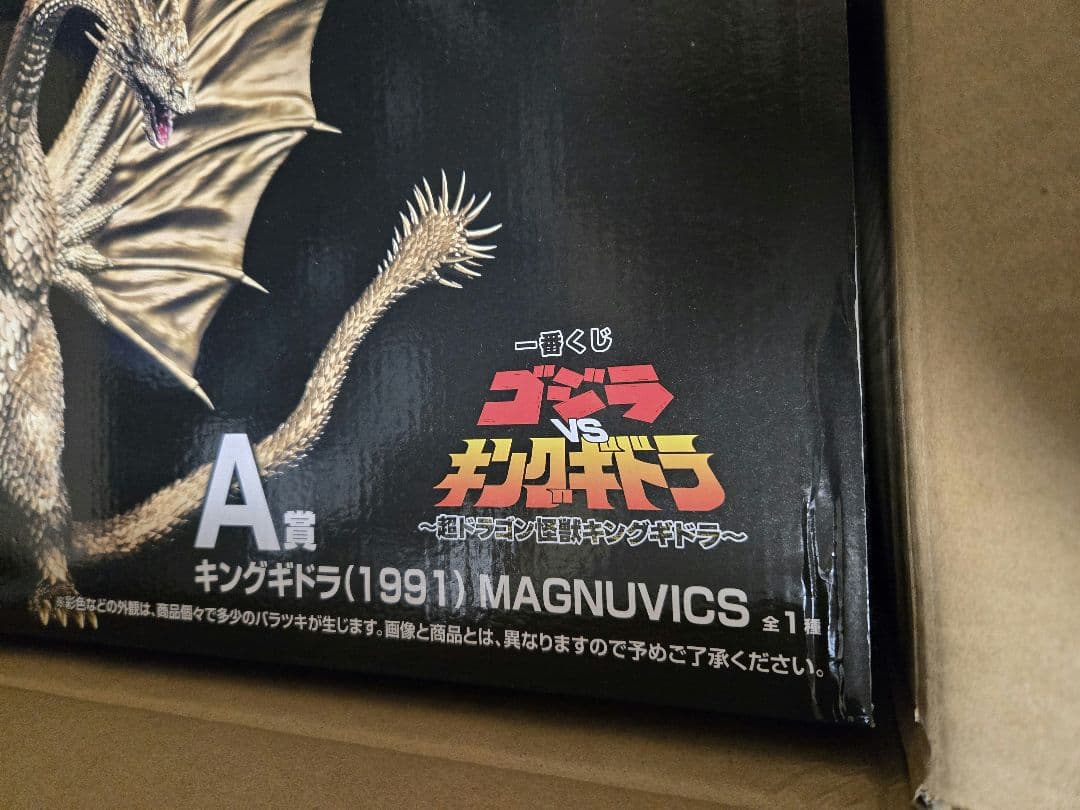 一番くじ
ゴジラ
VS
キングギドラ
～超ドラゴン怪獣キングギドラ～
A賞
キングギドラ(1991) MAGNUVICS 全1種
※彩色などの外観は、商品個々で多少のバラツキが生じます。画像と商品とは、異なりますので予めご了承ください。